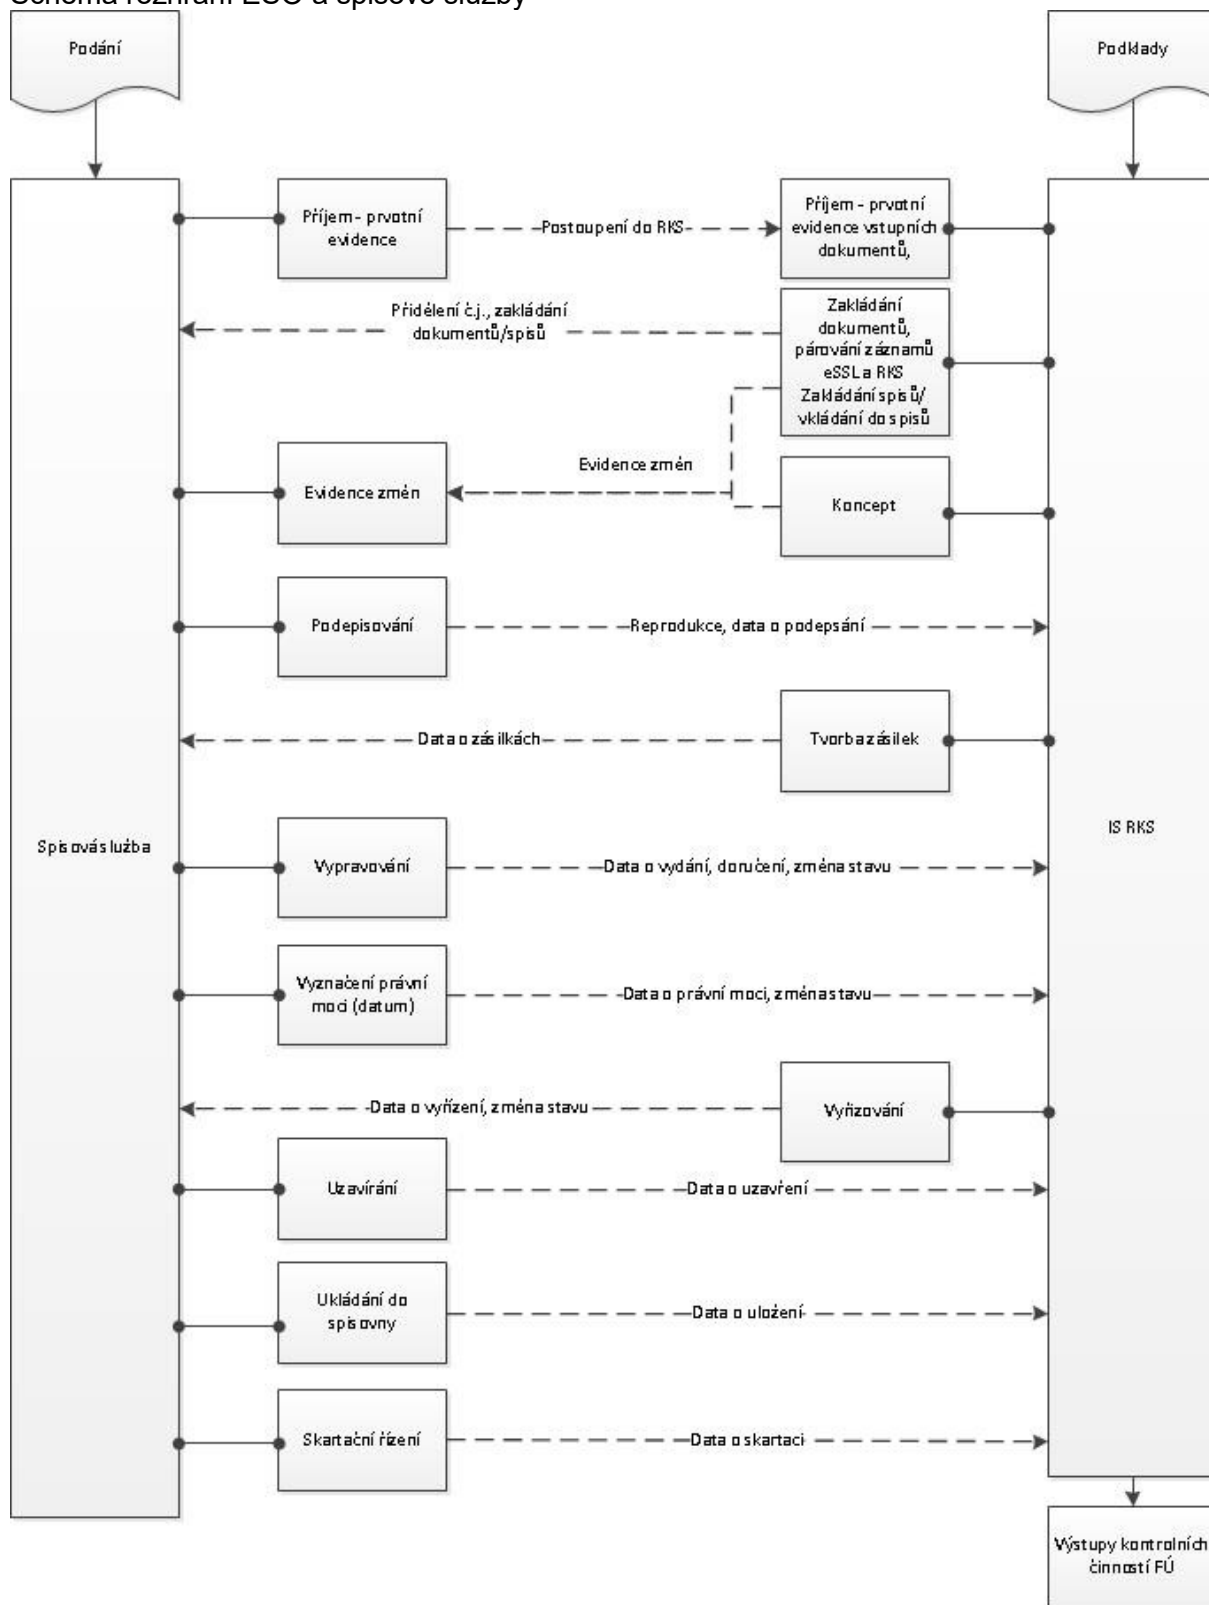 Podání
Podklady
Příjem - prvotní
evidence
Postoupení do RKS
Příjem - prvotní
evidence vstupních
dokumentů,
Přidělení č.j., zakládání
dokumentů/spisů
Zakládání
dokumentů,
párování záznamů
eSSL a RKS
Zakládání spisů/
vkládání do spisů
Evidence změn
Evidence změn
Koncept
Podepisování
Reprodukce, data o podepsání
Data o zásilkách
Tvorba zásilek
Spisová služba
IS RKS
Vypravování
Data o vydání, doručení, změna stavu
Vyznačení právní
moci (datum)
Data o právní moci, změna stavu
Data o vyřízení, změna stavu
Vyřizování
Uzavírání
Data o uzavření
Ukládání do
spisovny
Data o uložení
Skartační řízení
Data o skartaci
Výstupy kontrolních
činností FÚ